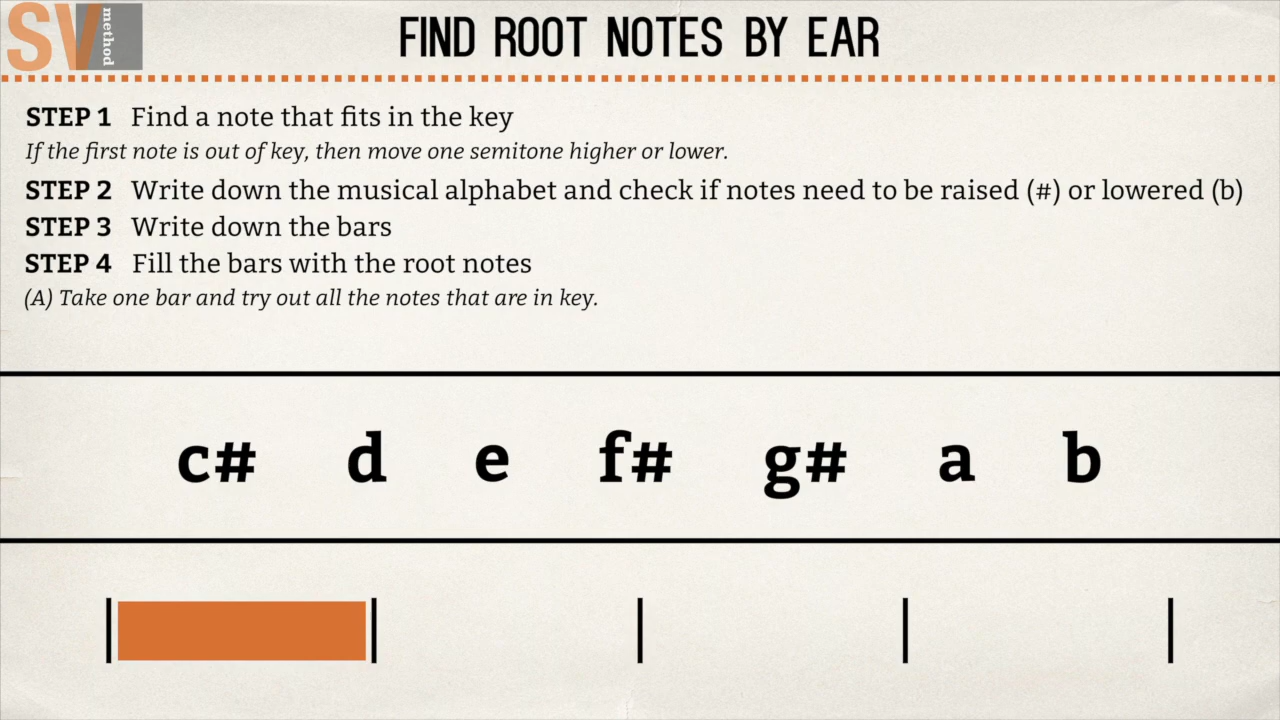 SV method
FIND ROOT NOTES BY EAR
STEP 1 Find a note that fits in the key
If the first note is out of key, then move one semitone higher or lower.
STEP 2 Write down the musical alphabet and check if notes need to be raised (#) or lowered (b)
STEP 3 Write down the bars
STEP 4 Fill the bars with the root notes
(A) Take one bar and try out all the notes that are in key.
c# d e f# g# a b